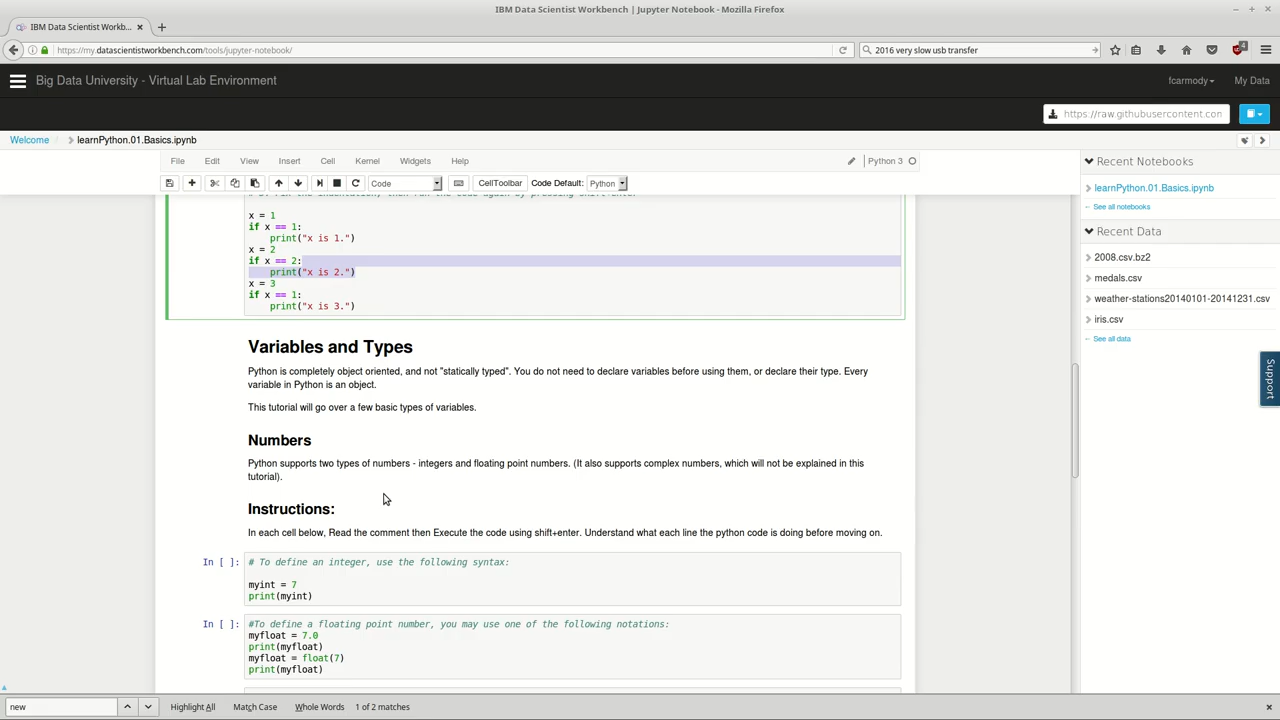 IBM Data Scientist Workbench | Jupyter Notebook - Mozilla Firefox
IBM Data Scientist Workb...
https://my.datascientistworkbench.com/tools/jupyter-notebook/
2016 very slow usb transfer
4
Big Data University - Virtual Lab Environment
fcarmody
My Data
https://raw.githubusercontent.com
Welcome
learnPython.01.Basics.ipynb
File Edit View Insert Cell Kernel Widgets Help
Python 3
Code
CellToolbar
Code Default:
Python
x = 1
if x == 1:
    print("x is 1.")
x = 2
if x == 2:
    print("x is 2.")
x = 3
if x == 1:
    print("x is 3.")
Variables and Types
Python is completely object oriented, and not "statically typed". You do not need to declare variables before using them, or declare their type. Every
variable in Python is an object.
This tutorial will go over a few basic types of variables.
Numbers
Python supports two types of numbers - integers and floating point numbers. (It also supports complex numbers, which will not be explained in this
tutorial).
Instructions:
In each cell below, Read the comment then Execute the code using shift+enter. Understand what each line the python code is doing before moving on.
In [ ]:
# To define an integer, use the following syntax:
myint = 7
print(myint)
In [ ]:
#To define a floating point number, you may use one of the following notations:
myfloat = 7.0
print(myfloat)
myfloat = float(7)
print(myfloat)
Recent Notebooks
learnPython.01.Basics.ipynb
See all notebooks
Recent Data
2008.csv.bz2
medals.csv
weather-stations20140101-20141231.csv
iris.csv
See all data
Support
new
Highlight All
Match Case
Whole Words
1 of 2 matches